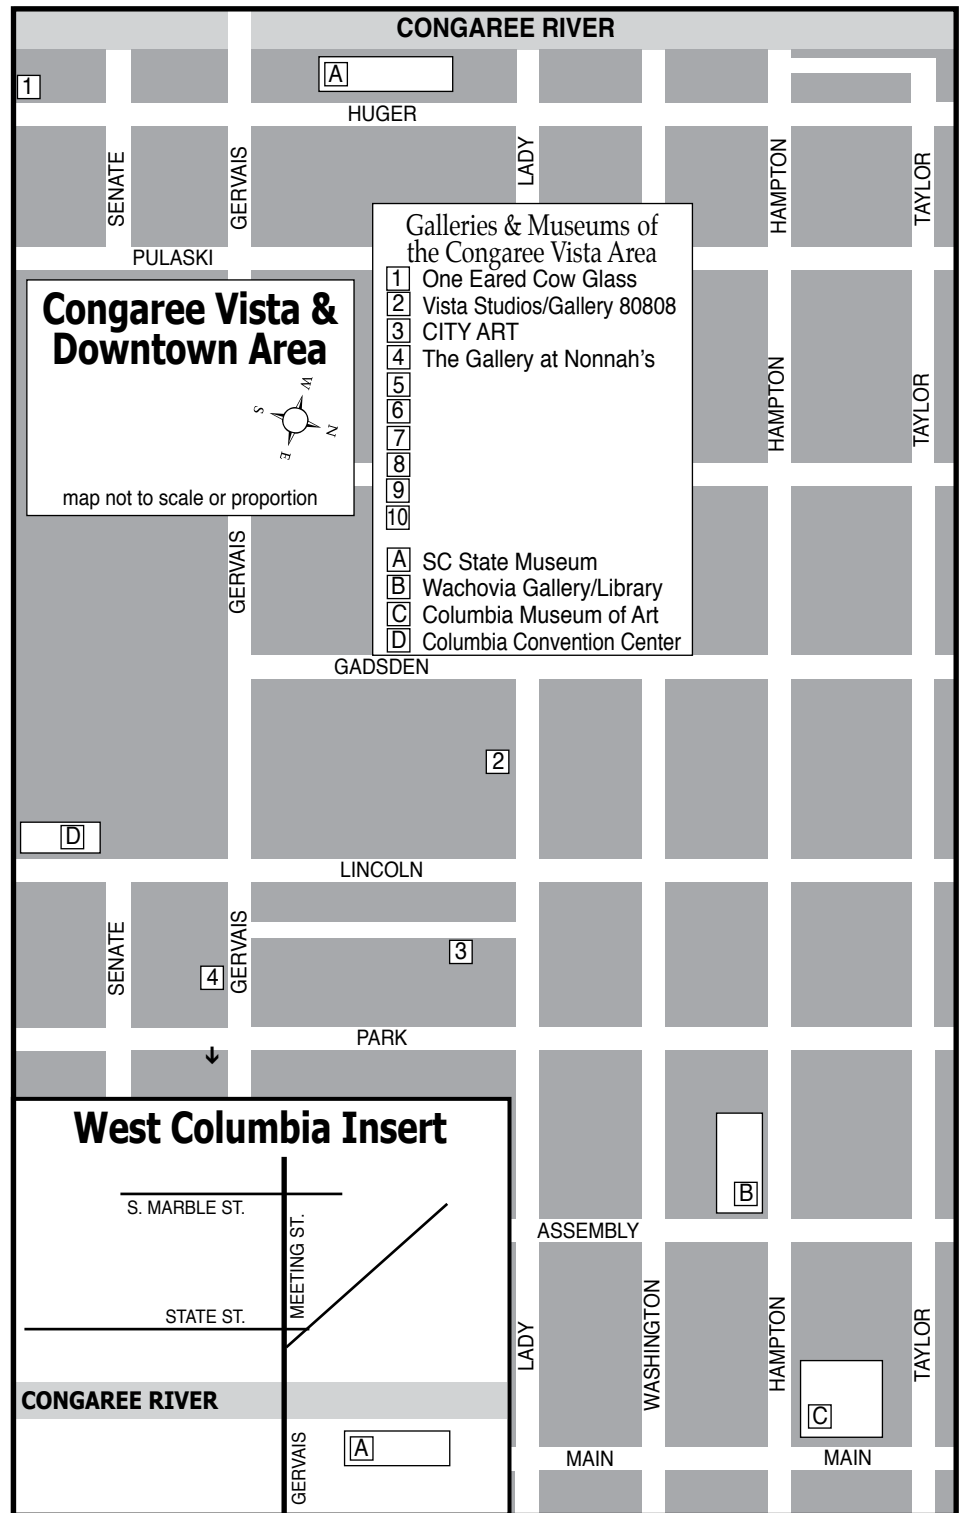 CONGAREE RIVER
1
A
HUGER
SENATE
GERVAIS
LADY
HAMPTON
TAYLOR
PULASKI
Galleries & Museums of
the Congaree Vista Area
1 One Eared Cow Glass
2 Vista Studios/Gallery 80808
3 CITY ART
4 The Gallery at Nonnah's
5
6
7
8
9
10
A SC State Museum
B Wachovia Gallery/Library
C Columbia Museum of Art
D Columbia Convention Center
Congaree Vista &
Downtown Area
W
S
N
E
map not to scale or proportion
HAMPTON
TAYLOR
GERVAIS
GADSDEN
2
D
LINCOLN
SENATE
GERVAIS
3
4
PARK
West Columbia Insert
S. MARBLE ST.
MEETING ST.
STATE ST.
CONGAREE RIVER
GERVAIS
A
B
ASSEMBLY
LADY
WASHINGTON
HAMPTON
TAYLOR
C
MAIN
MAIN